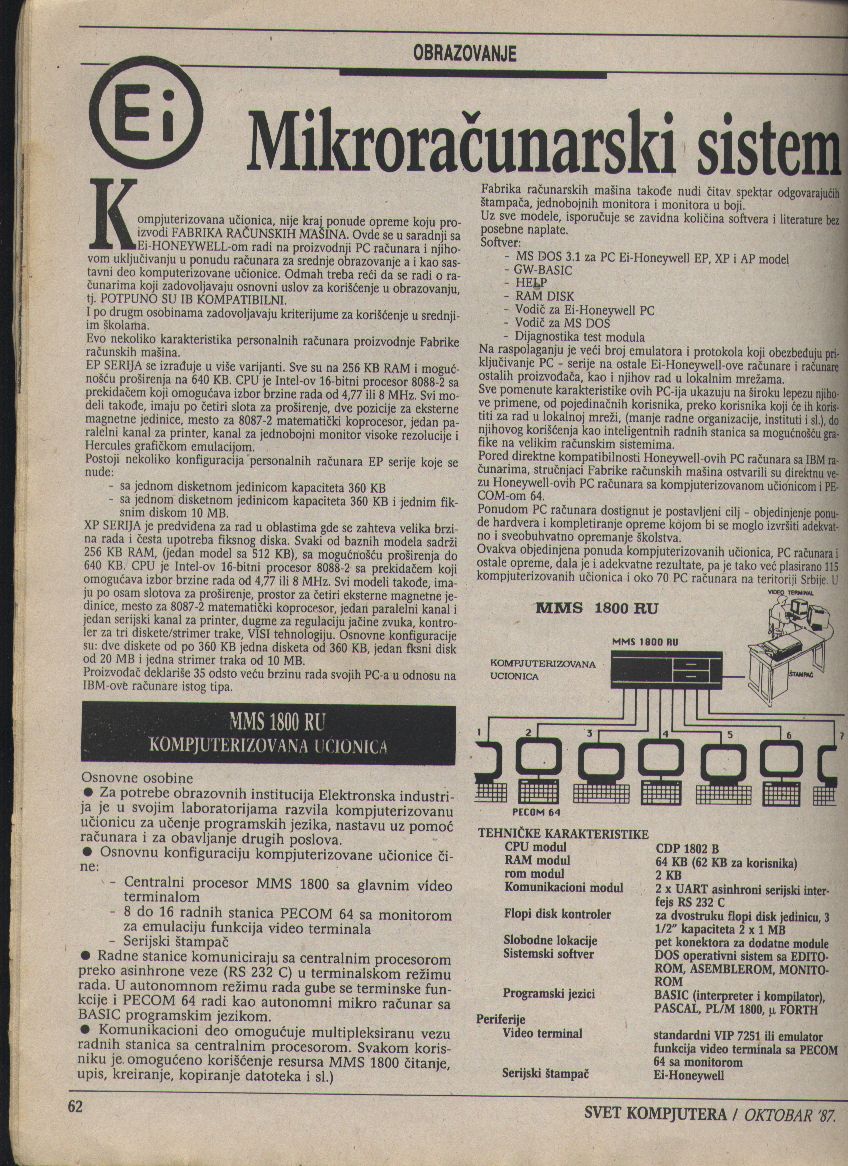 OBRAZOVANJE
Ei
Mikroračunarski sistem
Kompjuterizovana učionica, nije kraj ponude opreme koju pro-
izvodi FABRIKA RAČUNSKIH MAŠINA. Ovde se u saradnji sa
Ei-HONEYWELL-om radi na proizvodnji PC računara i njiho-
vom uključivanju u ponudu računara za srednje obrazovanje a i kao sas-
tavni deo kompjuterizovane učionice. Odmah treba reći da se radi o ra-
čunarima koji zadovoljavaju osnovni uslov za korišćenje u obrazovanju,
tj. POTPUNO SU IB KOMPATIBILNI.
I po drugm osobinama zadovoljavaju kriterijume za korišćenje u srednji-
im školama.
Evo nekoliko karakteristika personalnih računara proizvodnje Fabrike
računskih mašina.
EP SERIJA se izrađuje u više varijanti. Sve su na 256 KB RAM i moguć-
nošću proširenja na 640 KB. CPU je Intel-ov 16-bitni procesor 8088-2 sa
prekidačem koji omogućava izbor brzine rada od 4,77 ili 8 MHz. Svi mo-
deli takođe, imaju po četiri slota za proširenje, dve pozicije za eksterne
magnetne jedinice, mesto za 8087-2 matematički koprocesor, jedan pa-
ralelni kanal za printer, kanal za jednobojni monitor visoke rezolucije i
Hercules grafičkom emulacijom.
Postoji nekoliko konfiguracija personalnih računara EP serije koje se
nude:
- sa jednom disketnom jedinicom kapaciteta 360 KB
- sa jednom disketnom jedinicom kapaciteta 360 KB i jednim fik-
snim diskom 10 MB.
XP SERIJA je predviđena za rad u oblastima gde se zahteva velika brzi-
na rada i česta upotreba fiksnog diska. Svaki od baznih modela sadrži
256 KB RAM, (jedan model sa 512 KB), sa mogućnošću proširenja do
640 KB. CPU je Intel-ov 16-bitni procesor 8088-2 sa prekidačem koji
omogućava izbor brzine rada od 4,77 ili 8 MHz. Svi modeli takođe, ima-
ju po osam slotova za proširenje, prostor za četiri eksterne magnetne je-
dinice, mesto za 8087-2 matematički koprocesor, jedan paralelni kanal i
jedan serijski kanal za printer, dugme za regulaciju jačine zvuka, kontro-
ler za tri diskete/strimer trake, VISI tehnologiju. Osnovne konfiguracije
su: dve diskete od po 360 KB jedna disketa od 360 KB, jedan fksni disk
od 20 MB i jedna strimer traka od 10 MB.
Proizvođač deklariše 35 odsto veću brzinu rada svojih PC-a u odnosu na
IBM-ove računare istog tipa.
MMS 1800 RU
KOMPJUTERIZOVANA UCIONICA
Osnovne osobine
● Za potrebe obrazovnih institucija Elektronska industri-
ja je u svojim laboratorijama razvila kompjuterizovanu
učionicu za učenje programskih jezika, nastavu uz pomoć
računara i za obavljanje drugih poslova.
● Osnovnu konfiguraciju kompjuterizovane učionice či-
ne:
- Centralni procesor MMS 1800 sa glavnim video
terminalom
- 8 do 16 radnih stanica PECOM 64 sa monitorom
za emulaciju funkcija video terminala
- Serijski štampač
● Radne stanice komuniciraju sa centralnim procesorom
preko asinhrone veze (RS 232 C) u terminalskom režimu
rada. U autonomnom režimu rada gube se terminske fun-
kcije i PECOM 64 radi kao autonomni mikro računar sa
BASIC programskim jezikom.
● Komunikacioni deo omogućuje multipleksiranu vezu
radnih stanica sa centralnim procesorom. Svakom koris-
niku je omogućeno korišćenje resursa MMS 1800 čitanje,
upis, kreiranje, kopiranje datoteka i sl.)
Fabrika računarskih mašina takođe nudi čitav spektar odgovarajućih
štampača, jednobojnih monitora i monitora u boji.
Uz sve modele, isporučuje se zavidna količina softvera i literature bez
posebne naplate.
Softver:
- MS DOS 3.1 za PC Ei-Honeywell EP, XP i AP model
- GW-BASIC
- HELP
- RAM DISK
- Vodič za Ei-Honeywell PC
- Vodič za MS DOS
- Dijagnostika test modula
Na raspolaganju je veći broj emulatora i protokola koji obezbeđuju pri-
ključivanje PC - serije na ostale Ei-Honeywell-ove računare i računare
ostalih proizvođača, kao i njihov rad u lokalnim mrežama.
Sve pomenute karakteristike ovih PC-ija ukazuju na široku lepezu njiho-
ve primene, od pojedinačnih korisnika, preko korisnika koji će ih koris-
titi za rad u lokalnoj mreži, (manje radne organizacije, instituti i sl.), do
njihovog korišćenja kao inteligentnih radnih stanica sa mogućnošću gra-
fike na velikim računskim sistemima.
Pored direktne kompatibilnosti Honeywell-ovih PC računara sa IBM ra-
čunarima, stručnjaci Fabrike računskih mašina ostvarili su direktnu ve-
zu Honeywell-ovih PC računara sa kompjuterizovanom učionicom i PE-
COM-om 64.
Ponudom PC računara dostignut je postavljeni cilj - objedinjenje ponu-
de hardvera i kompletiranje opreme kojom bi se moglo izvršiti adekvat-
no i sveobuhvatno opremanje školstva.
Ovakva objedinjena ponuda kompjuterizovanih učionica, PC računara i
ostale opreme, dala je i adekvatne rezultate, pa je tako već plasirano 115
kompjuterizovanih učionica i oko 70 PC računara na teritoriji Srbije. U
MMS 1800 RU
VIDEO TERMINAL
MMS 1800 RU
KOMPJUTERIZOVANA
UCIONICA
ŠTAMPAČ
1 2 3 4 5 6 7
PECOM 64
TEHNIČKE KARAKTERISTIKE
CPU modul CDP 1802 B
RAM modul 64 KB (62 KB za korisnika)
rom modul 2 KB
Komunikacioni modul 2 x UART asinhroni serijski inter-
fejs RS 232 C
Flopi disk kontroler za dvostruku flopi disk jedinicu, 3
1/2" kapaciteta 2 x 1 MB
Slobodne lokacije pet konektora za dodatne module
Sistemski softver DOS operativni sistem sa EDITO-
ROM, ASEMBLEROM, MONITO-
ROM
Programski jezici BASIC (interpreter i kompilator),
PASCAL, PL/M 1800, μ FORTH
Periferije
Video terminal standardni VIP 7251 ili emulator
funkcija video terminala sa PECOM
64 sa monitorom
Serijski štampač Ei-Honeywell
62
SVET KOMPJUTERA / OKTOBAR '87.